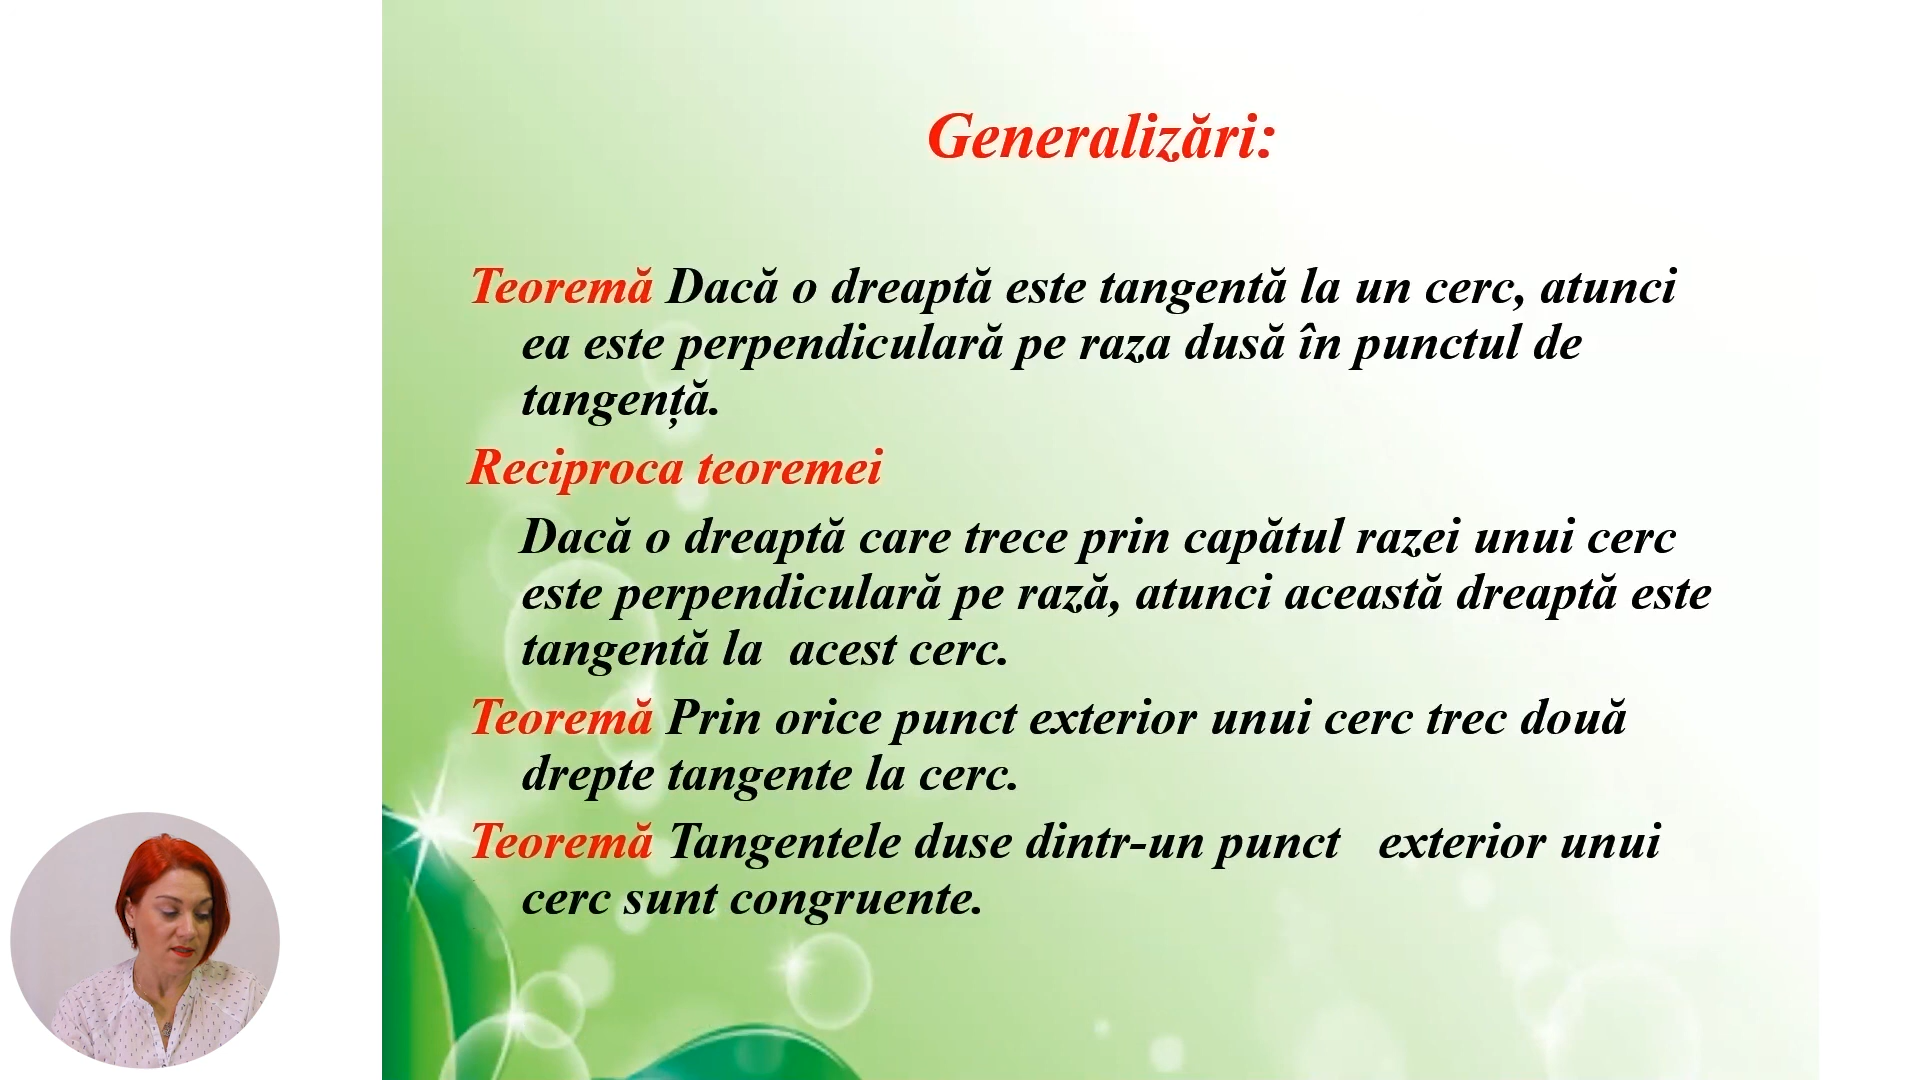 Generalizări:
Teoremă Dacă o dreaptă este tangentă la un cerc, atunci
ea este perpendiculară pe raza dusă în punctul de
tangență.
Reciproca teoremei
Dacă o dreaptă care trece prin capătul razei unui cerc
este perpendiculară pe rază, atunci această dreaptă este
tangentă la  acest cerc.
Teoremă Prin orice punct exterior unui cerc trec două
drepte tangente la cerc.
Teoremă Tangentele duse dintr-un punct   exterior unui
cerc sunt congruente.